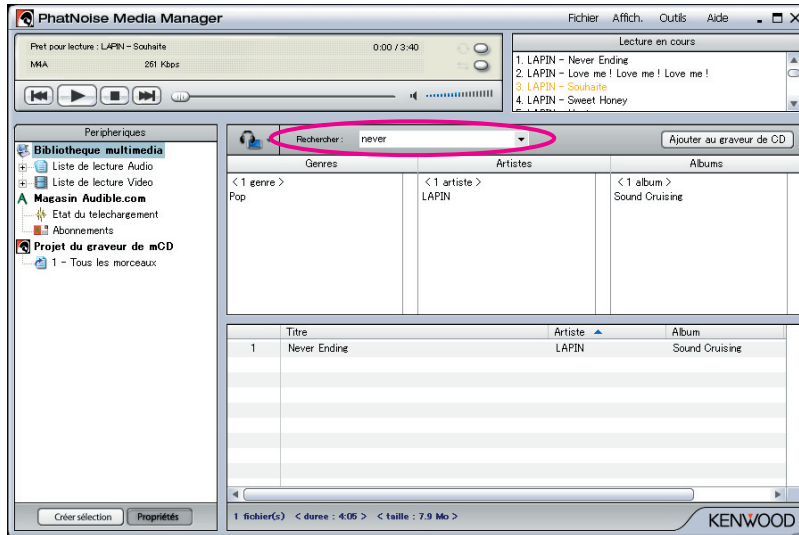 PhatNoise Media Manager
Fichier Affich. Outils Aide
Pret pour lecture : LAPIN - Souhaite 0:00 / 3:40
M4A 261 Kbps
Lecture en cours
1. LAPIN - Never Ending
2. LAPIN - Love me ! Love me ! Love me !
3. LAPIN - Souhaite
4. LAPIN - Sweet Honey
Peripheriques
Bibliotheque multimedia
Liste de lecture Audio
Liste de lecture Video
Magasin Audible.com
Etat du telechargement
Abonnements
Projet du graveur de mCD
1 - Tous les morceaux
Créer sélection Propriétés
Rechercher : never Ajouter au graveur de CD
Genres Artistes Albums
< 1 genre > < 1 artiste > < 1 album >
Pop LAPIN Sound Cruising
Titre Artiste Album
1 Never Ending LAPIN Sound Cruising
1 fichier(s) < duree : 4:05 > < taille : 7.9 Mo >
KENWOOD